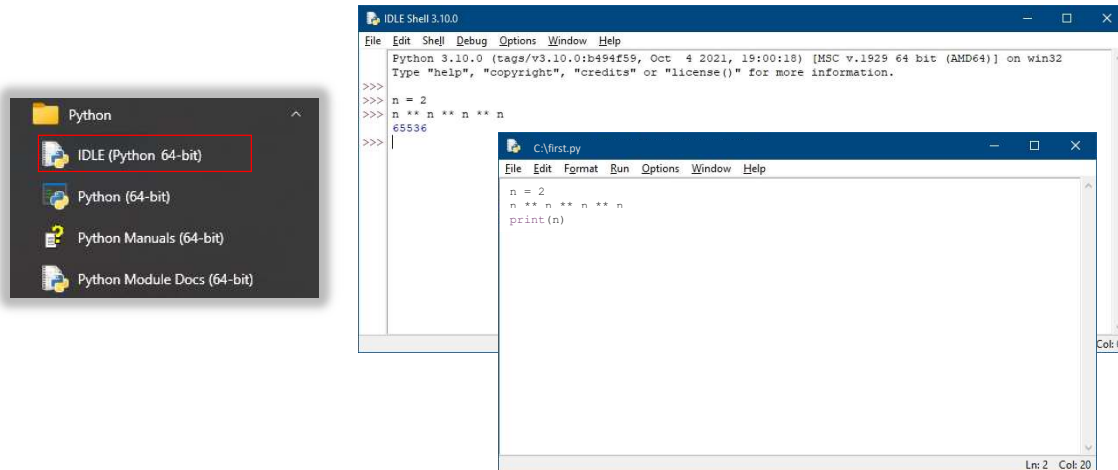 Python
IDLE (Python 64-bit)
Python (64-bit)
Python Manuals (64-bit)
Python Module Docs (64-bit)
IDLE Shell 3.10.0
File Edit Shell Debug Options Window Help
Python 3.10.0 (tags/v3.10.0:b494f59, Oct  4 2021, 19:00:18) [MSC v.1929 64 bit (AMD64)] on win32
Type "help", "copyright", "credits" or "license()" for more information.
>>>
>>> n = 2
>>> n ** n ** n ** n
65536
>>>
Col:
C:\first.py
File Edit Format Run Options Window Help
n = 2
n ** n ** n ** n
print(n)
Ln: 2 Col: 20